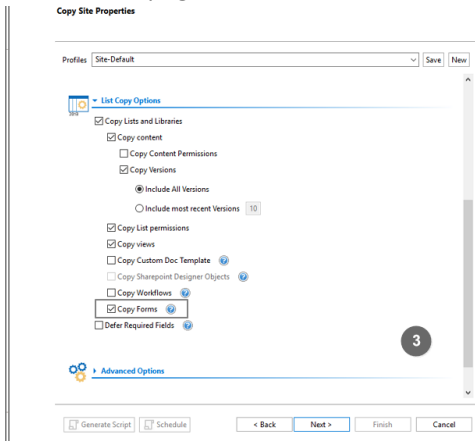 Copy Site Properties
Profiles Site-Default Save New
List Copy Options
2013
Copy Lists and Libraries
Copy content
Copy Content Permissions
Copy Versions
Include All Versions
Include most recent Versions 10
Copy List permissions
Copy views
Copy Custom Doc Template ?
Copy Sharepoint Designer Objects ?
Copy Workflows ?
Copy Forms ?
Defer Required Fields ?
3
Advanced Options
Generate Script Schedule < Back Next > Finish Cancel